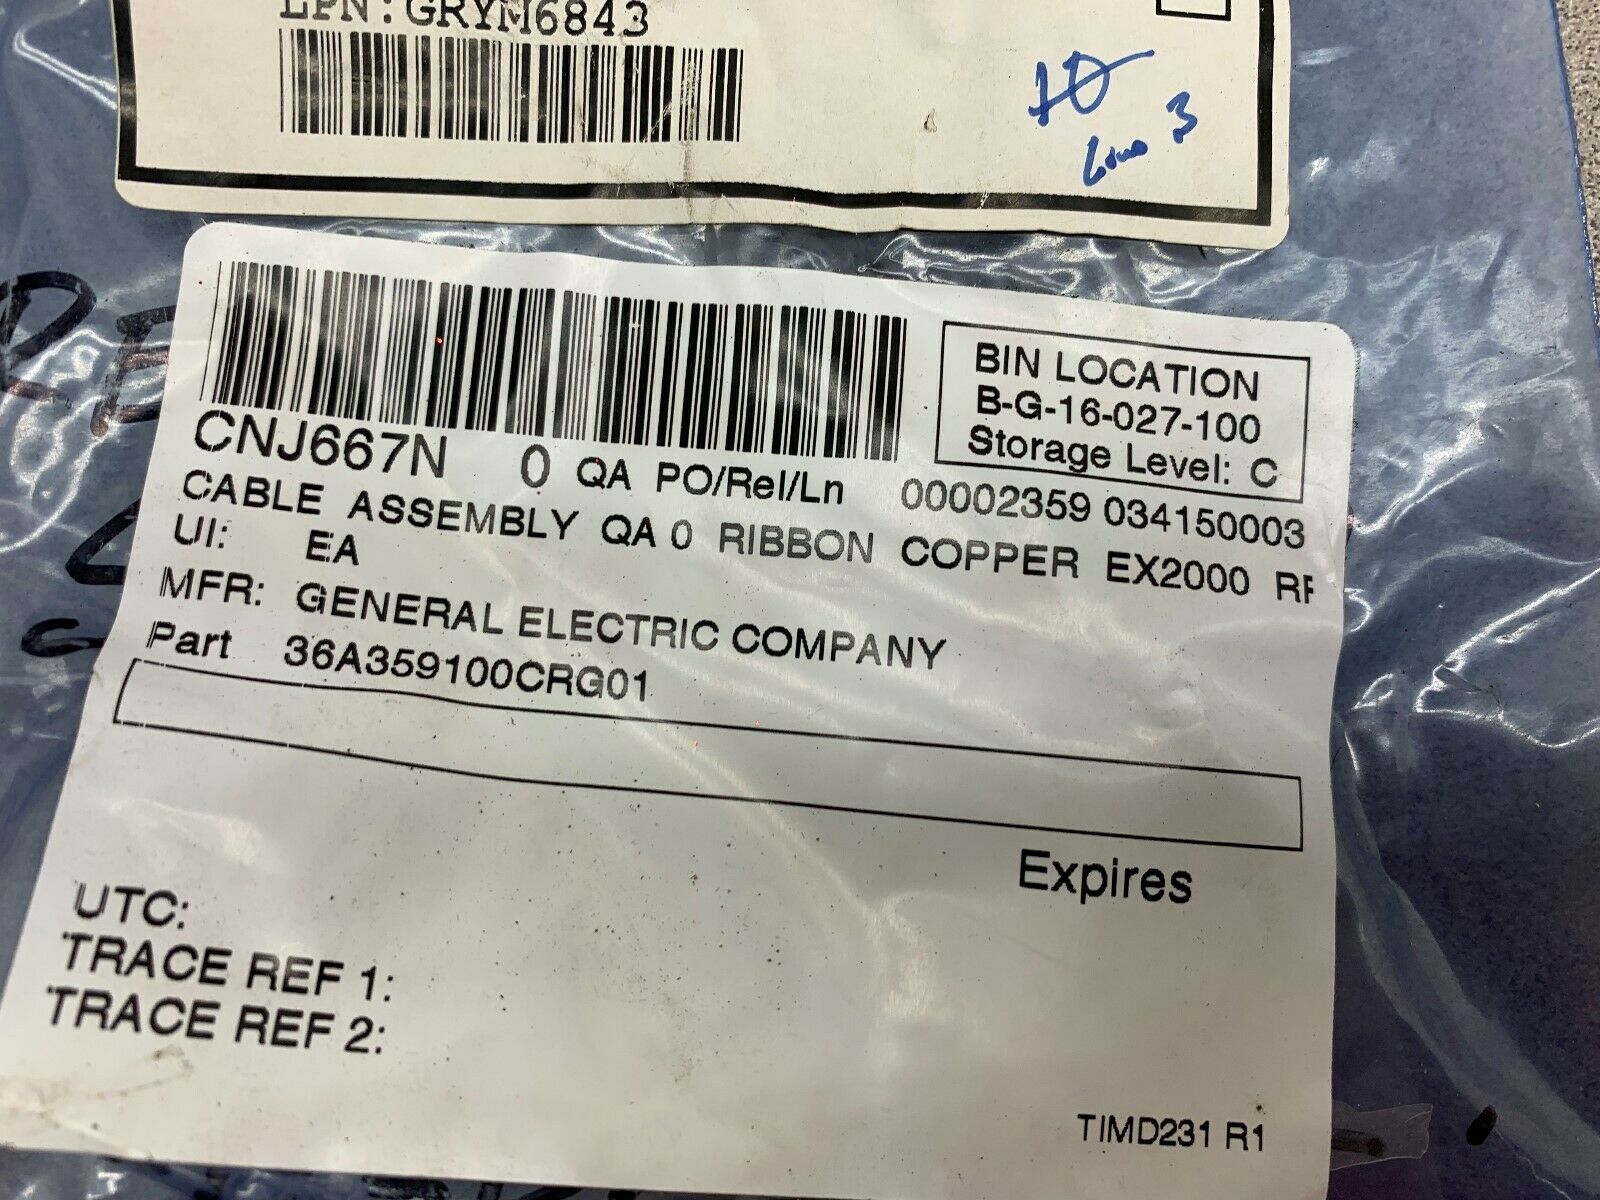 LPN:GRYM6843
3
BIN LOCATION
B-G-16-027-100
Storage Level: C
CNJ667N 0 QA PO/Rel/Ln 00002359 034150003
CABLE ASSEMBLY QA 0 RIBBON COPPER EX2000 RF
UI: EA
MFR: GENERAL ELECTRIC COMPANY
Part 36A359100CRG01
Expires
UTC:
TRACE REF 1:
TRACE REF 2:
TIMD231 R1